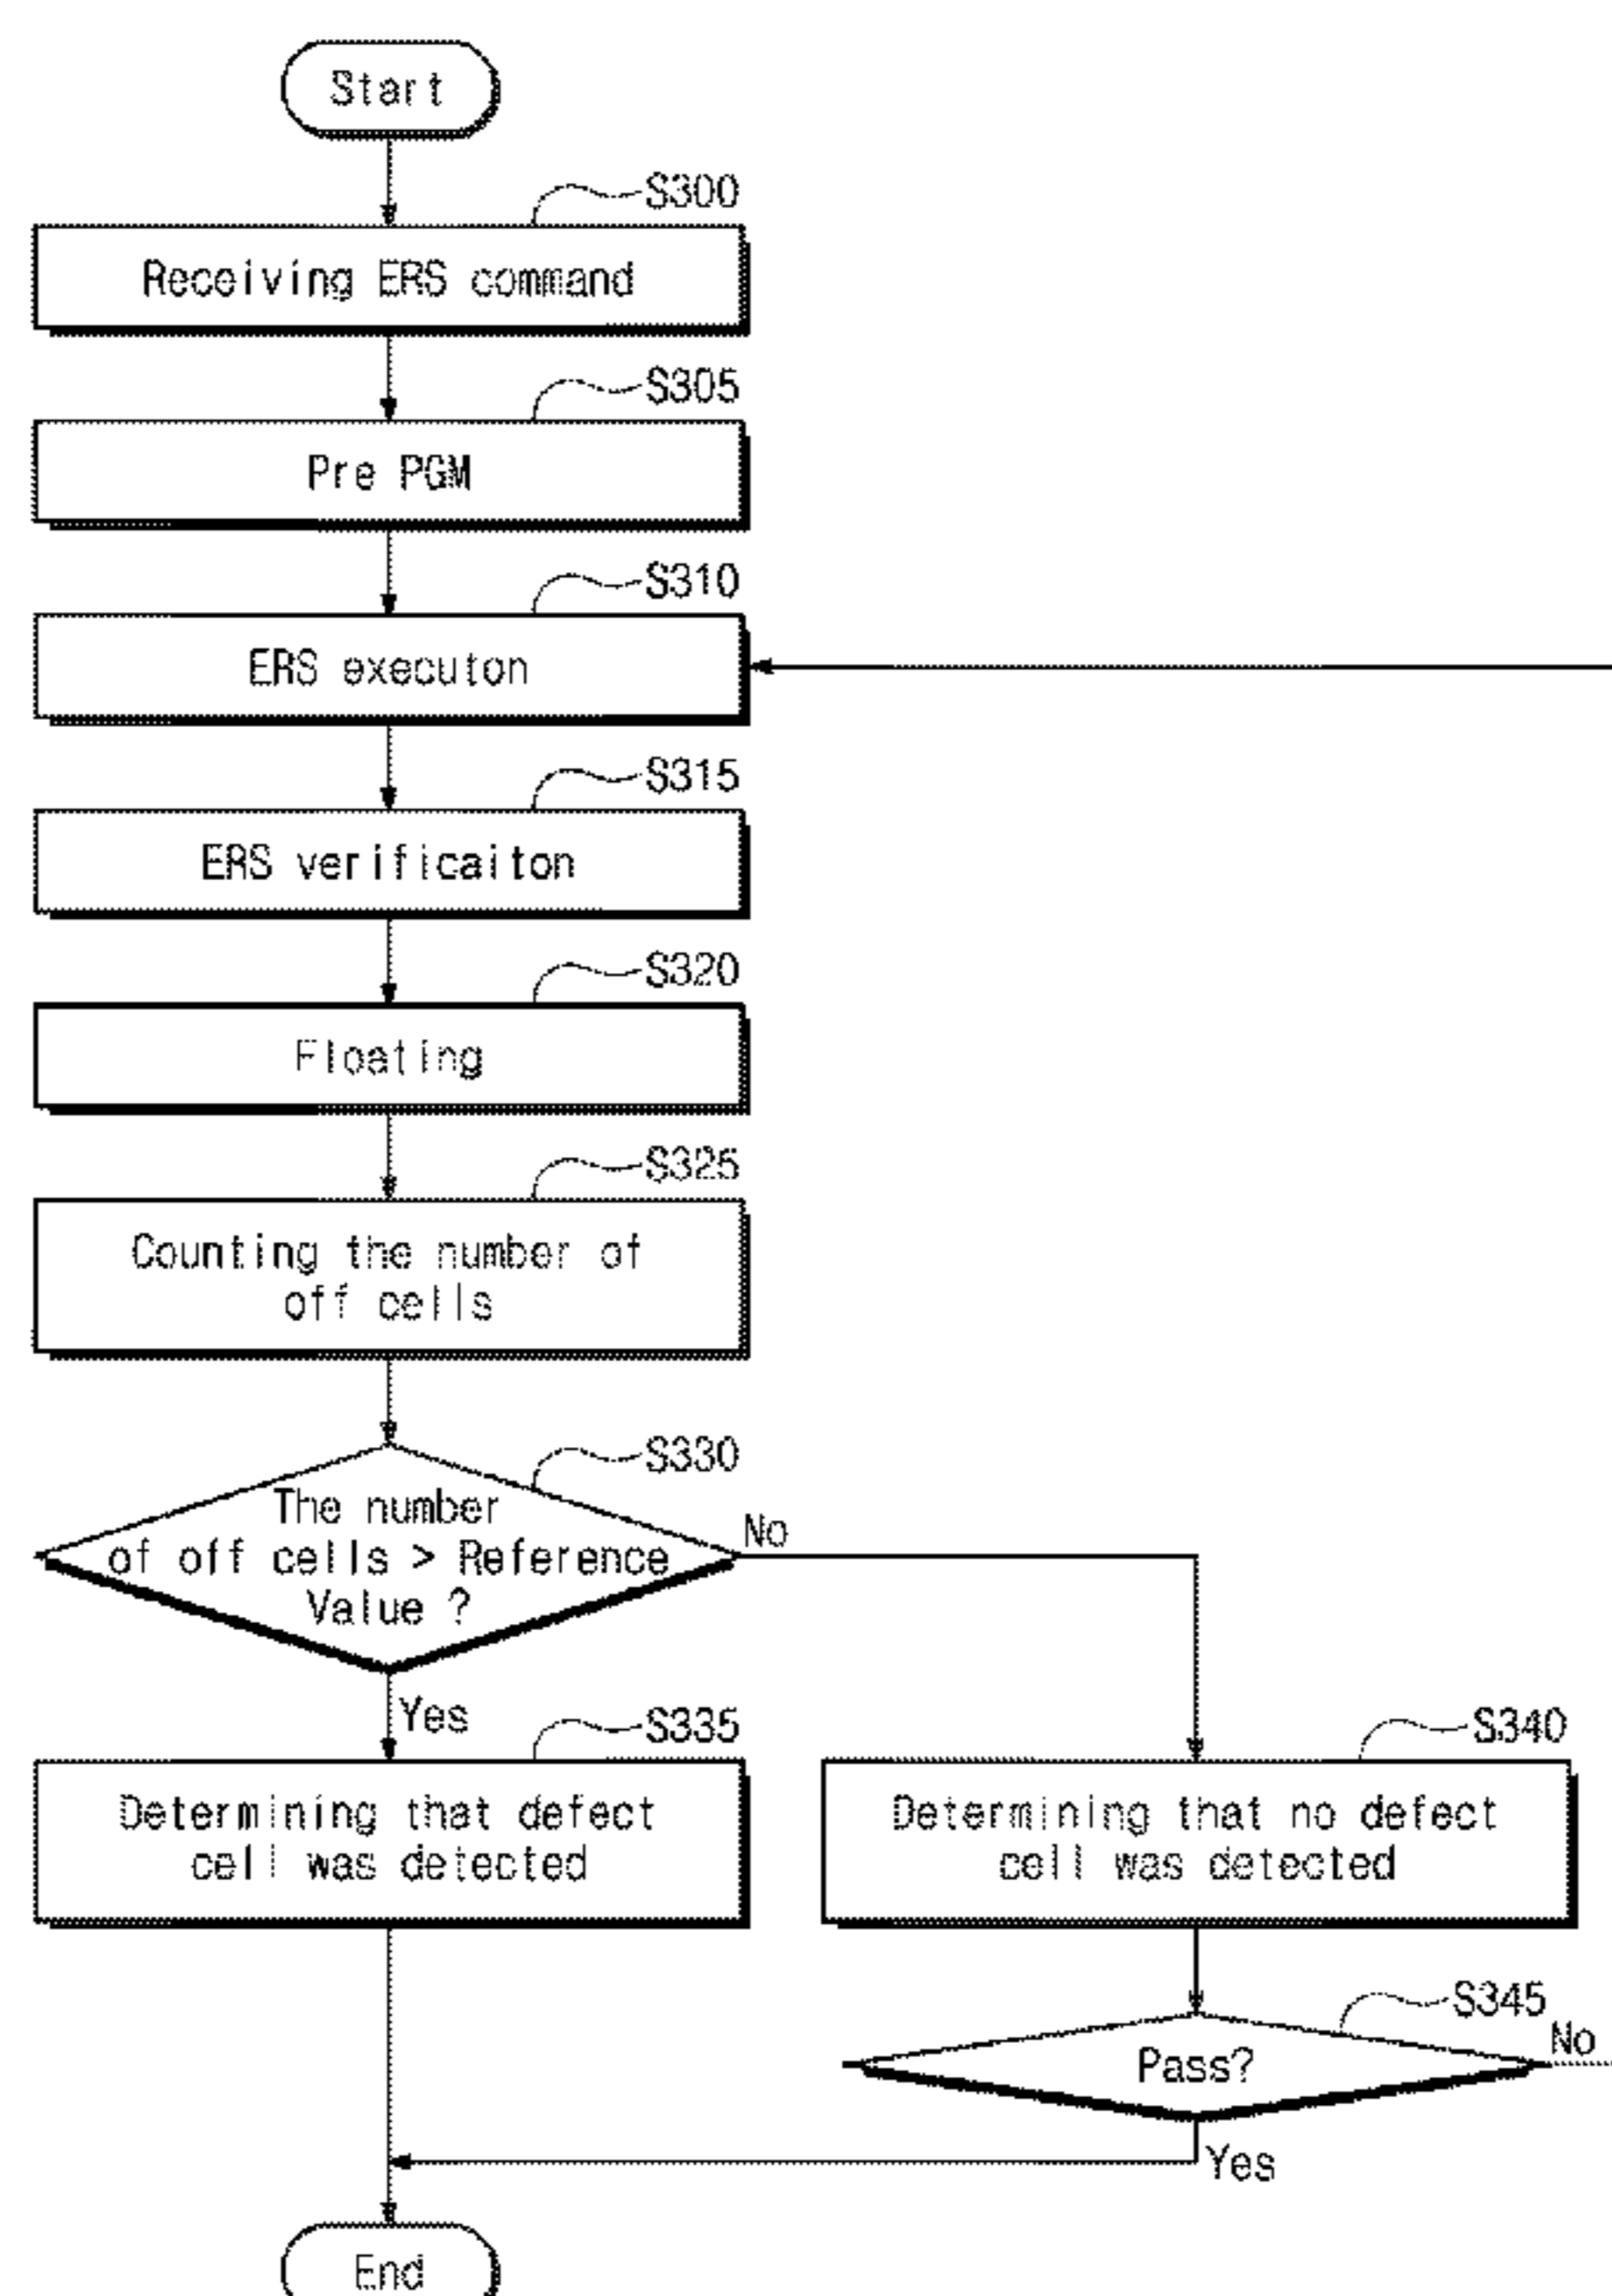 Start
S300
Receiving ERS command
S305
Pre PGM
S310
ERS executon
S315
ERS verificaiton
S320
Floating
S325
Counting the number of
off cells
S330
The number
of off cells > Reference
Value ?
No
Yes
S335
Determining that defect
cell was detected
S340
Determining that no defect
cell was detected
S345
Pass?
No
Yes
End